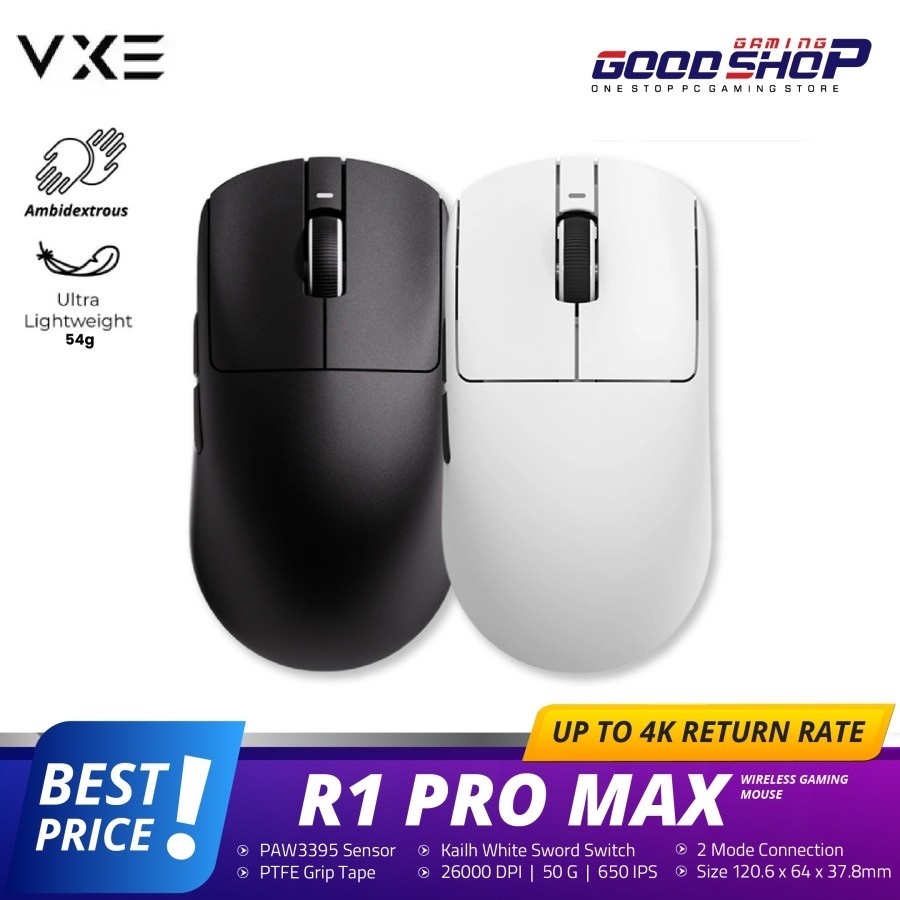 VXE
GAMING
GOOD SHOP
ONE STOP PC GAMING STORE
Ambidextrous
Ultra
Lightweight
54g
UP TO 4K RETURN RATE
BEST
PRICE!
R1 PRO MAX
WIRELESS GAMING
MOUSE
PAW3395 Sensor
Kailh White Sword Switch
2 Mode Connection
PTFE Grip Tape
26000 DPI | 50 G | 650 IPS
Size 120.6 x 64 x 37.8mm